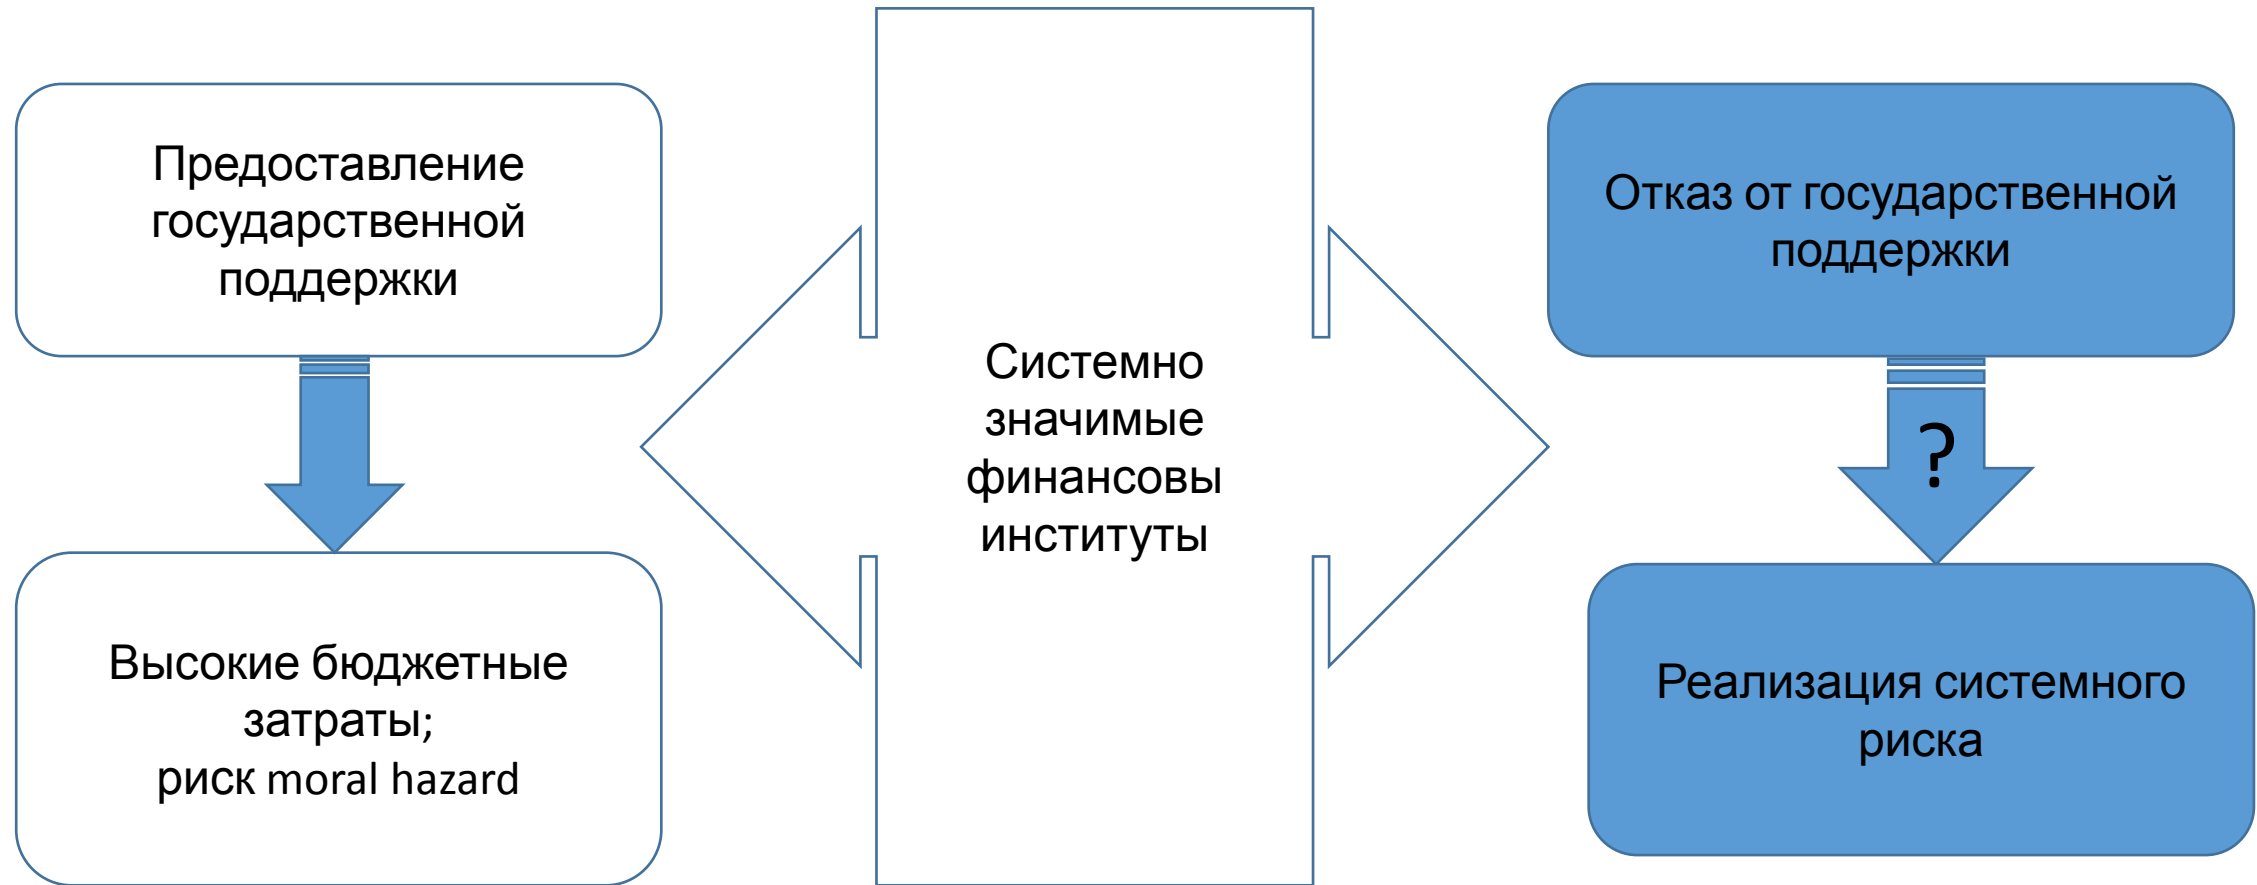 Предоставление
государственной
поддержки
Высокие бюджетные
затраты;
риск moral hazard
Системно
значимые
финансовы
институты
Отказ от государственной
поддержки
?
Реализация системного
риска